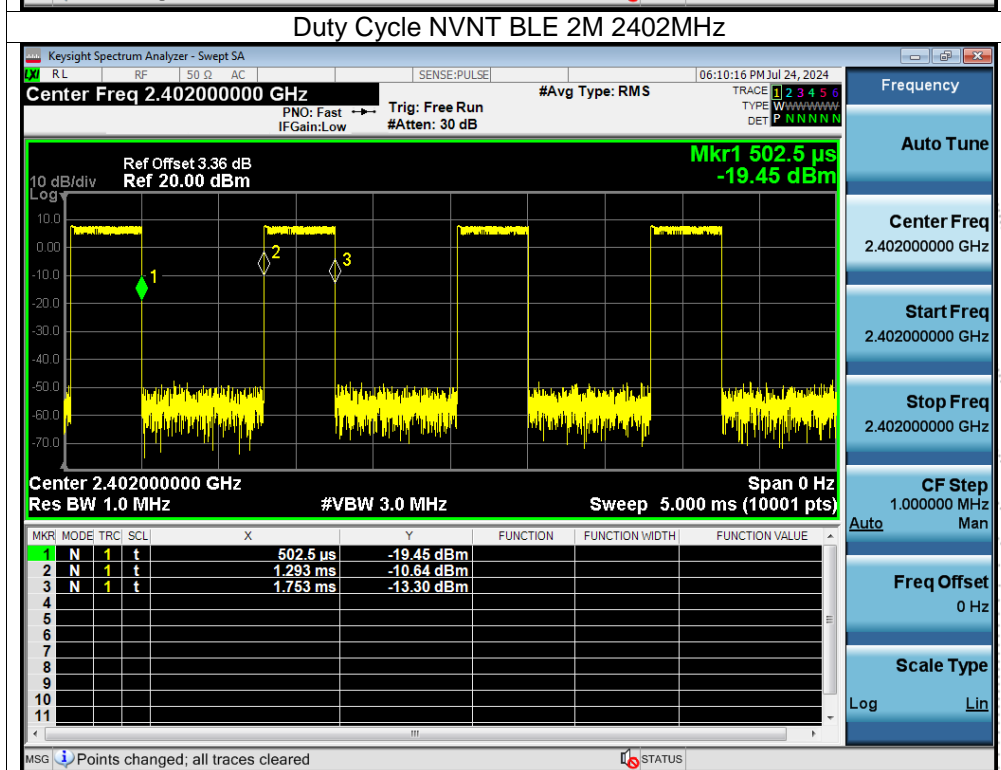 Duty Cycle NVNT BLE 2M 2402MHz
Keysight Spectrum Analyzer - Swept SA
LXI RL RF 50 Ω AC SENSE:PULSE 06:10:16 PM Jul 24, 2024
Center Freq 2.402000000 GHz #Avg Type: RMS TRACE 1 2 3 4 5 6
PNO: Fast Trig: Free Run TYPE W W W W W W
IFGain:Low #Atten: 30 dB DET P N N N N N
Mkr1 502.5 µs
-19.45 dBm
Ref Offset 3.36 dB
10 dB/div Ref 20.00 dBm
Log
10.0
0.00
-10.0
-20.0
-30.0
-40.0
-50.0
-60.0
-70.0
1
2
3
Center 2.402000000 GHz Span 0 Hz
Res BW 1.0 MHz #VBW 3.0 MHz Sweep 5.000 ms (10001 pts)
MKR MODE TRC SCL X Y FUNCTION FUNCTION WIDTH FUNCTION VALUE
1 N 1 t 502.5 µs -19.45 dBm
2 N 1 t 1.293 ms -10.64 dBm
3 N 1 t 1.753 ms -13.30 dBm
4
5
6
7
8
9
10
11
MSG Points changed; all traces cleared STATUS
Frequency
Auto Tune
Center Freq
2.402000000 GHz
Start Freq
2.402000000 GHz
Stop Freq
2.402000000 GHz
CF Step
1.000000 MHz
Auto Man
Freq Offset
0 Hz
Scale Type
Log Lin